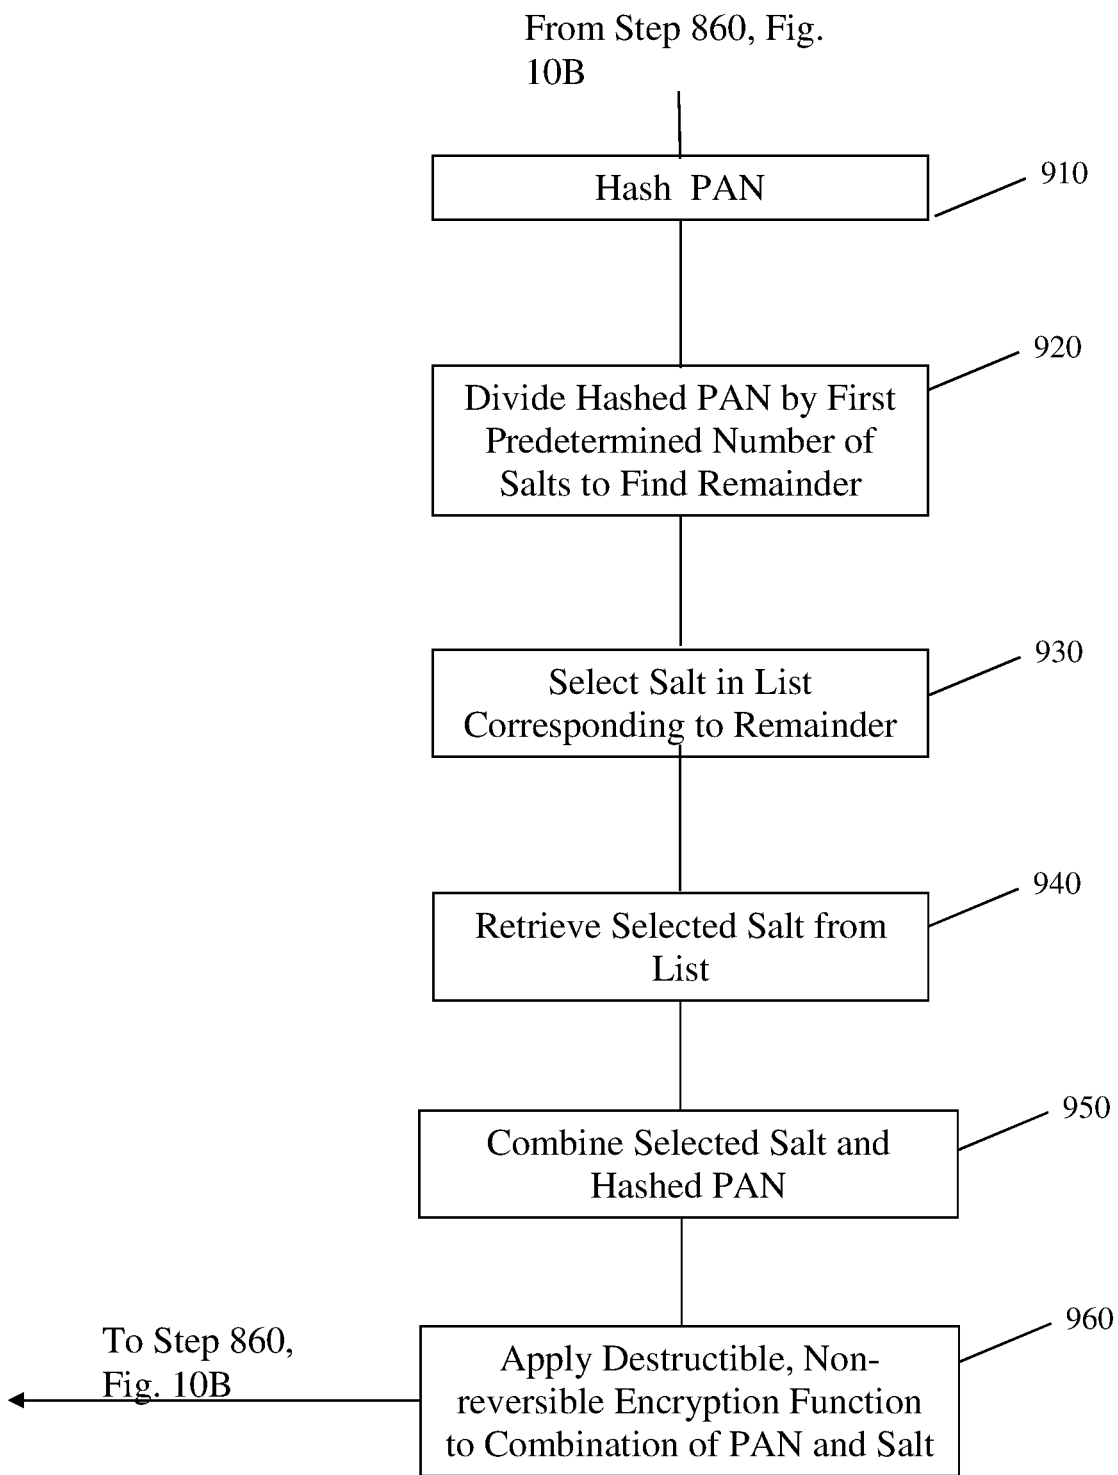 From Step 860, Fig.
10B
Hash PAN
910
920
Divide Hashed PAN by First
Predetermined Number of
Salts to Find Remainder
930
Select Salt in List
Corresponding to Remainder
940
Retrieve Selected Salt from
List
950
Combine Selected Salt and
Hashed PAN
960
To Step 860,
Fig. 10B
Apply Destructible, Non-
reversible Encryption Function
to Combination of PAN and Salt